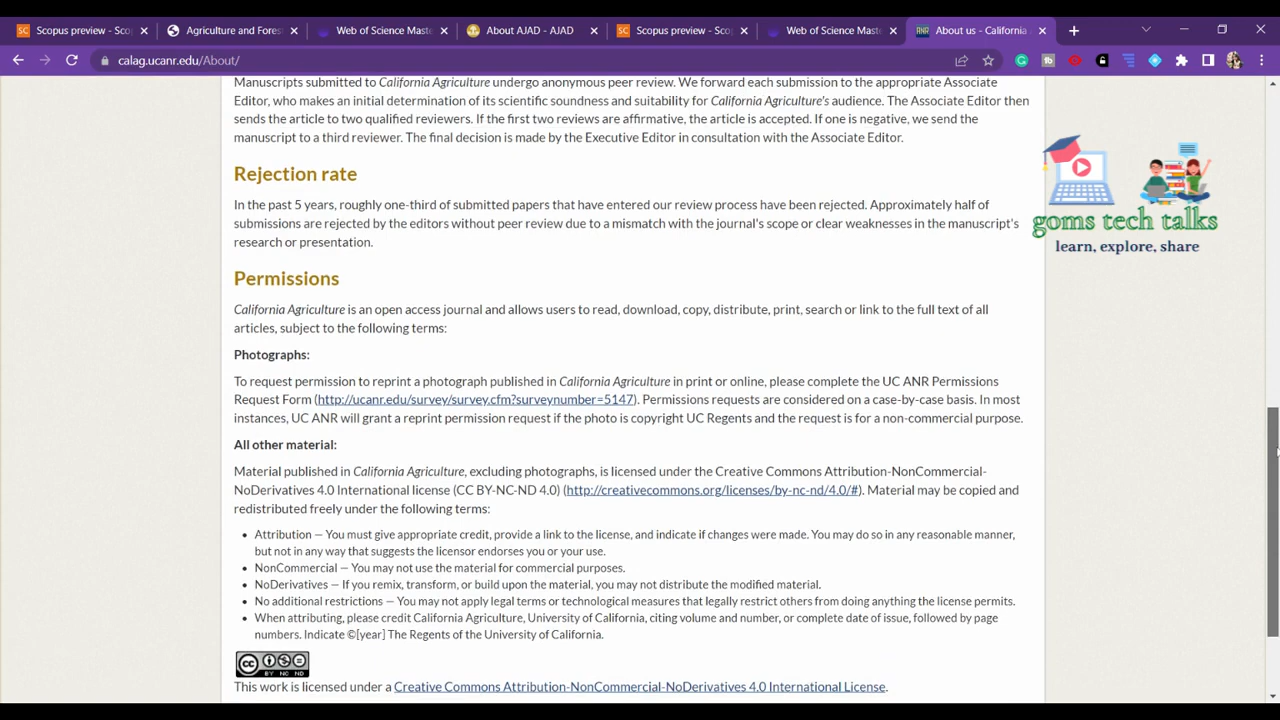 Scopus preview - Sco
Agriculture and Fores
Web of Science Maste
About AJAD - AJAD
Scopus preview - Sco
Web of Science Maste
About us - California
calag.ucanr.edu/About/
Manuscripts submitted to California Agriculture undergo anonymous peer review. We forward each submission to the appropriate Associate
Editor, who makes an initial determination of its scientific soundness and suitability for California Agriculture's audience. The Associate Editor then
sends the article to two qualified reviewers. If the first two reviews are affirmative, the article is accepted. If one is negative, we send the
manuscript to a third reviewer. The final decision is made by the Executive Editor in consultation with the Associate Editor.
Rejection rate
In the past 5 years, roughly one-third of submitted papers that have entered our review process have been rejected. Approximately half of
submissions are rejected by the editors without peer review due to a mismatch with the journal's scope or clear weaknesses in the manuscript's
research or presentation.
goms tech talks
learn, explore, share
Permissions
California Agriculture is an open access journal and allows users to read, download, copy, distribute, print, search or link to the full text of all
articles, subject to the following terms:
Photographs:
To request permission to reprint a photograph published in California Agriculture in print or online, please complete the UC ANR Permissions
Request Form (http://ucanr.edu/survey/survey.cfm?surveynumber=5147). Permissions requests are considered on a case-by-case basis. In most
instances, UC ANR will grant a reprint permission request if the photo is copyright UC Regents and the request is for a non-commercial purpose.
All other material:
Material published in California Agriculture, excluding photographs, is licensed under the Creative Commons Attribution-NonCommercial-
NoDerivatives 4.0 International license (CC BY-NC-ND 4.0) (http://creativecommons.org/licenses/by-nc-nd/4.0/#). Material may be copied and
redistributed freely under the following terms:
• Attribution — You must give appropriate credit, provide a link to the license, and indicate if changes were made. You may do so in any reasonable manner,
but not in any way that suggests the licensor endorses you or your use.
• NonCommercial — You may not use the material for commercial purposes.
• NoDerivatives — If you remix, transform, or build upon the material, you may not distribute the modified material.
• No additional restrictions — You may not apply legal terms or technological measures that legally restrict others from doing anything the license permits.
• When attributing, please credit California Agriculture, University of California, citing volume and number, or complete date of issue, followed by page
numbers. Indicate ©[year] The Regents of the University of California.
CC BY NC ND
This work is licensed under a Creative Commons Attribution-NonCommercial-NoDerivatives 4.0 International License.